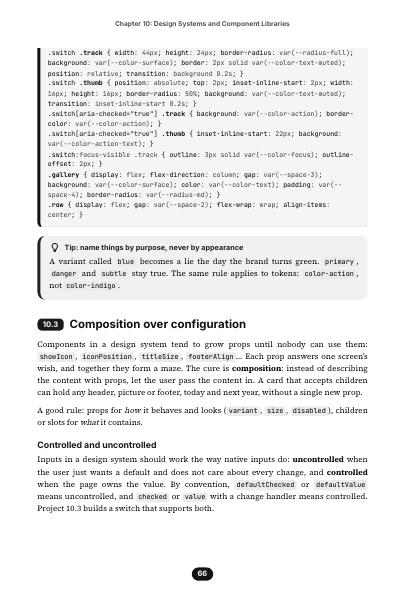 Chapter 10: Design Systems and Component Libraries
.switch .track { width: 44px; height: 24px; border-radius: var(--radius-full);
background: var(--color-surface); border: 2px solid var(--color-text-muted);
position: relative; transition: background 0.2s; }
.switch .thumb { position: absolute; top: 2px; inset-inline-start: 2px; width:
16px; height: 16px; border-radius: 50%; background: var(--color-text-muted);
transition: inset-inline-start 0.2s; }
.switch[aria-checked="true"] .track { background: var(--color-action); border-
color: var(--color-action); }
.switch[aria-checked="true"] .thumb { inset-inline-start: 22px; background:
var(--color-action-text); }
.switch:focus-visible .track { outline: 3px solid var(--color-focus); outline-
offset: 2px; }
.gallery { display: flex; flex-direction: column; gap: var(--space-3);
background: var(--color-surface); color: var(--color-text); padding: var(--
space-4); border-radius: var(--radius-md); }
.row { display: flex; gap: var(--space-2); flex-wrap: wrap; align-items:
center; }
Tip: name things by purpose, never by appearance
A variant called blue becomes a lie the day the brand turns green. primary,
danger and subtle stay true. The same rule applies to tokens: color-action,
not color-indigo.
10.3 Composition over configuration
Components in a design system tend to grow props until nobody can use them:
showIcon, iconPosition, titleSize, footerAlign... Each prop answers one screen's
wish, and together they form a maze. The cure is composition: instead of describing
the content with props, let the user pass the content in. A card that accepts children
can hold any header, picture or footer, today and next year, without a single new prop.
A good rule: props for how it behaves and looks (variant, size, disabled), children
or slots for what it contains.
Controlled and uncontrolled
Inputs in a design system should work the way native inputs do: uncontrolled when
the user just wants a default and does not care about every change, and controlled
when the page owns the value. By convention, defaultChecked or defaultValue
means uncontrolled, and checked or value with a change handler means controlled.
Project 10.3 builds a switch that supports both.
66